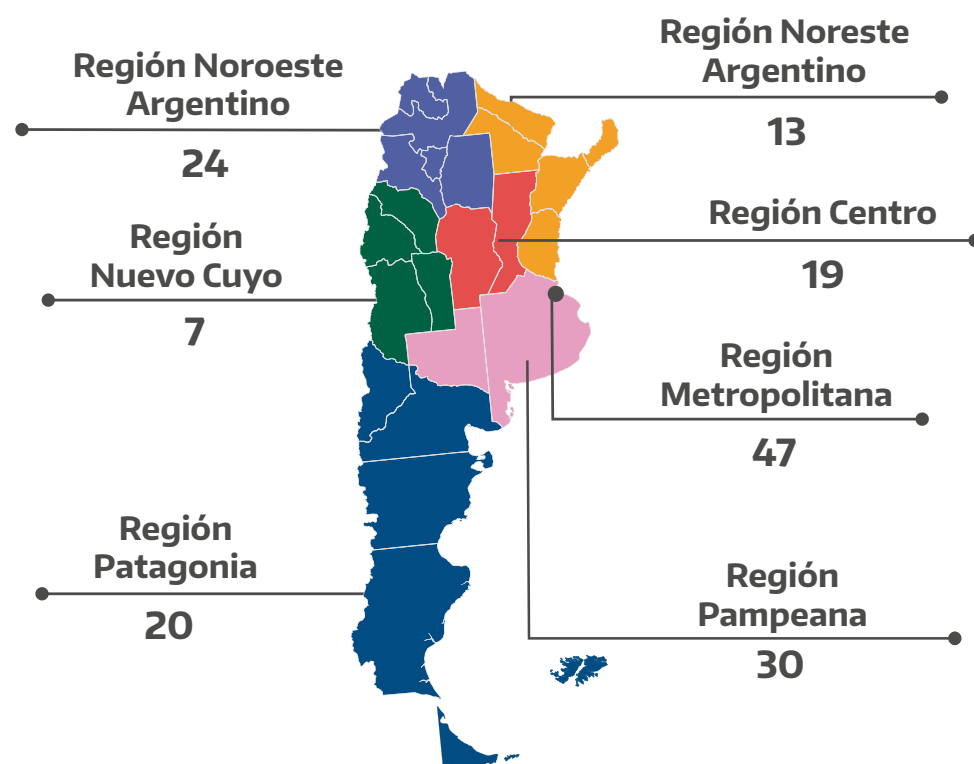 Región Noroeste
Argentino
24
Región Noreste
Argentino
13
Región Centro
19
Región
Nuevo Cuyo
7
Región
Metropolitana
47
Región
Patagonia
20
Región
Pampeana
30